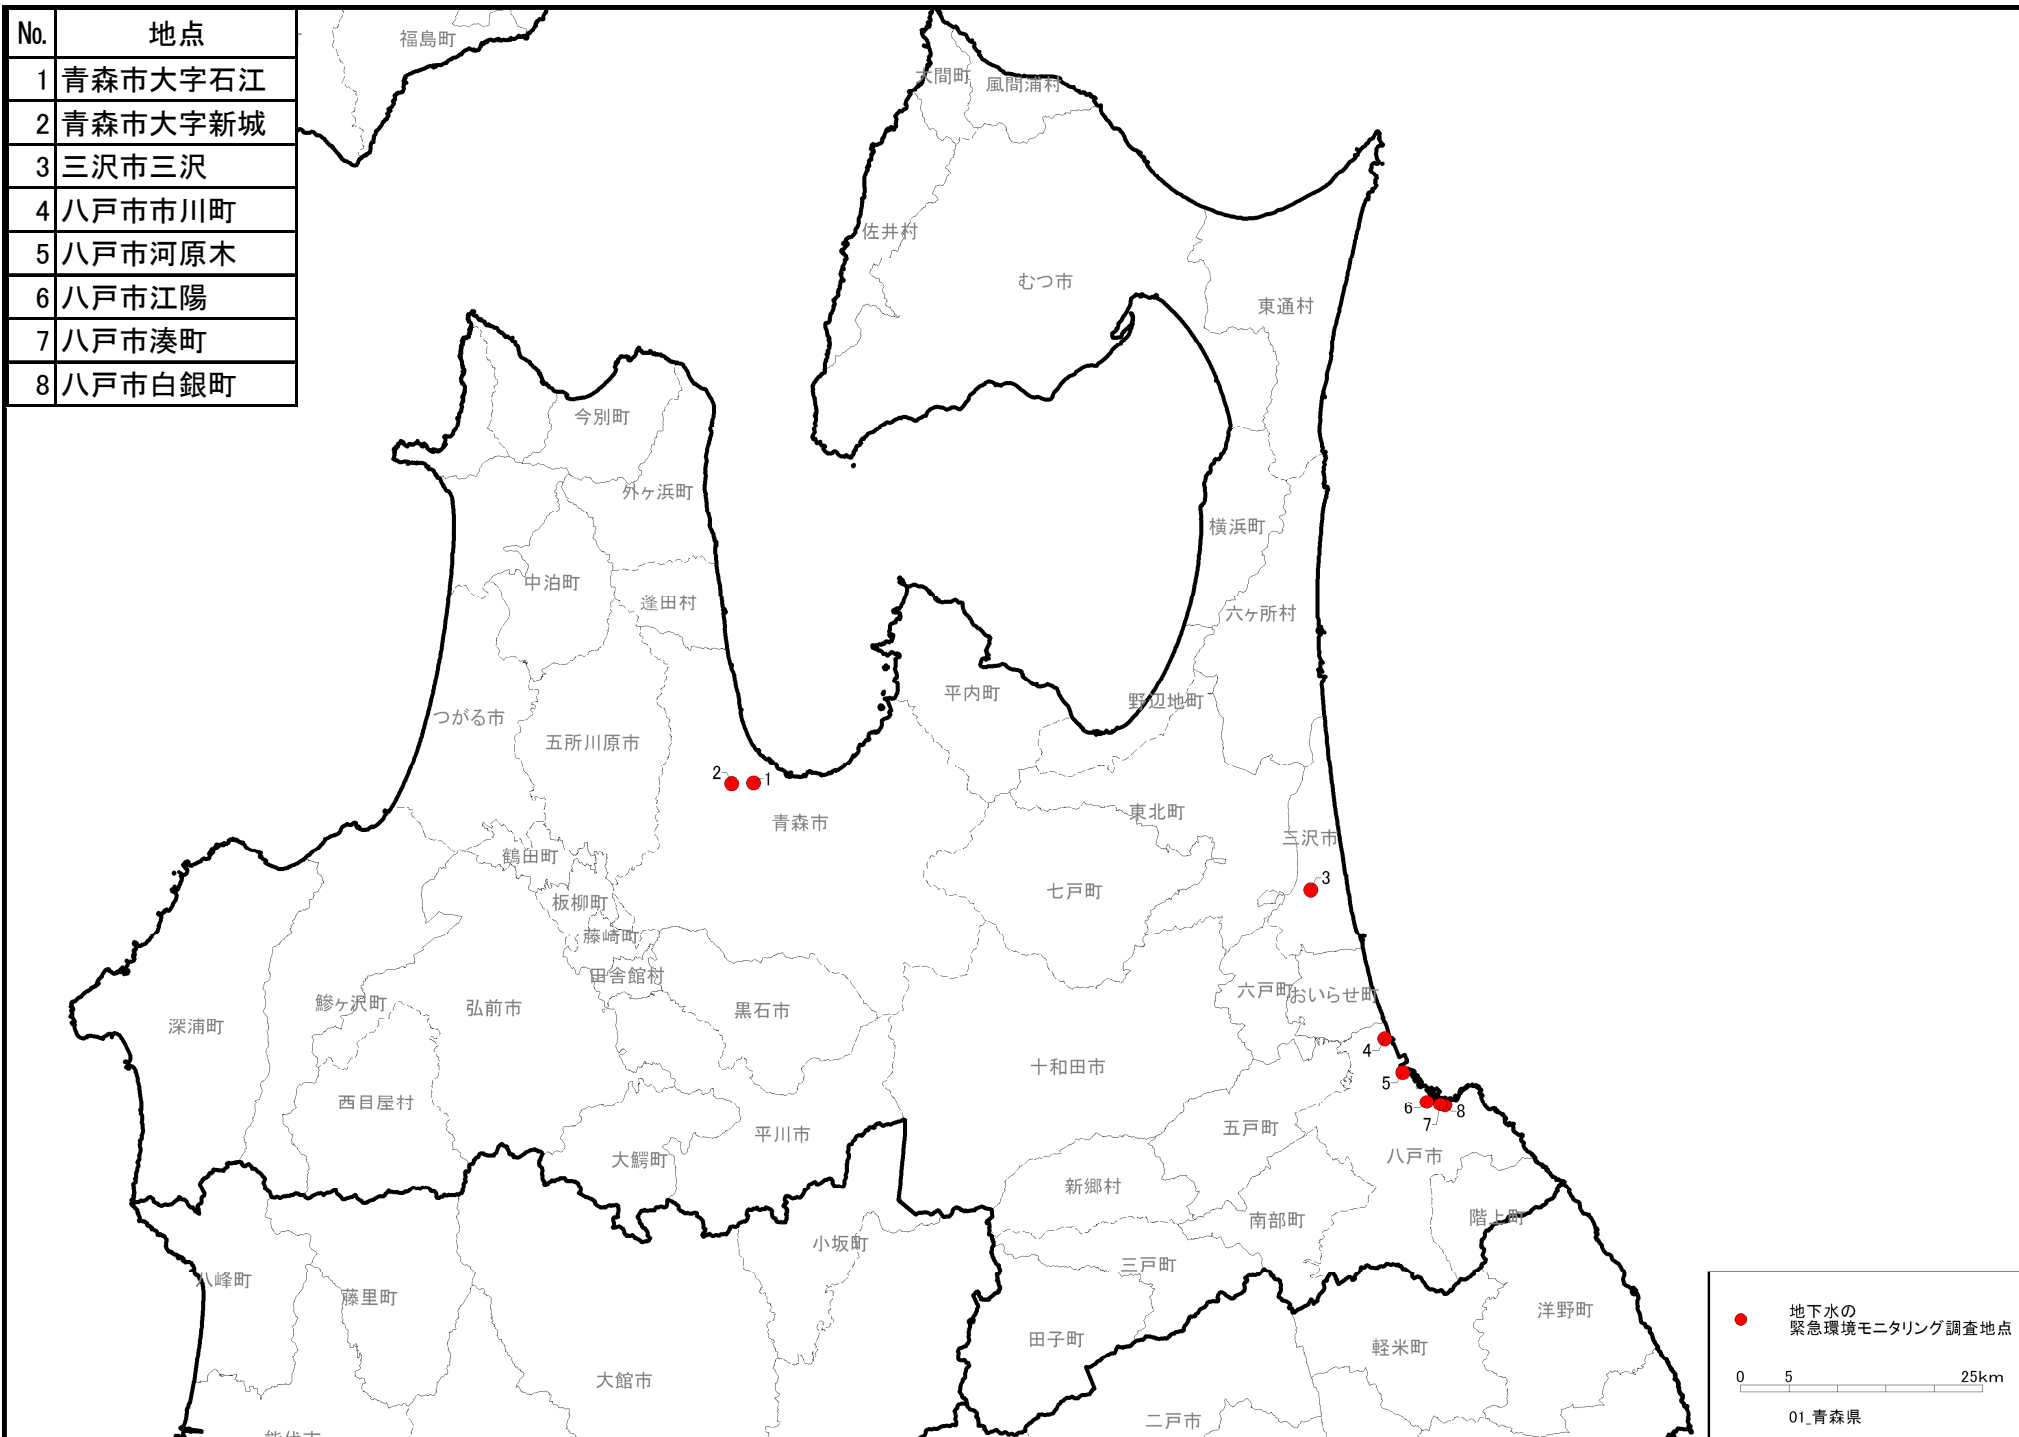 No. 地点
1 青森市大字石江
2 青森市大字新城
3 三沢市三沢
4 八戸市市川町
5 八戸市河原木
6 八戸市江陽
7 八戸市湊町
8 八戸市白銀町
福島町
大間町
風間浦村
佐井村
むつ市
東通村
今別町
外ヶ浜町
横浜町
中泊町
蓬田村
六ヶ所村
平内町
野辺地町
つがる市
五所川原市
2
1
青森市
東北町
三沢市
鶴田町
七戸町
3
板柳町
藤崎町
田舎館村
六戸町
おいらせ町
鰺ヶ沢町
弘前市
黒石市
深浦町
4
十和田市
5
西目屋村
6
7
8
五戸町
平川市
八戸市
大鰐町
新郷村
南部町
階上町
小坂町
三戸町
八峰町
藤里町
田子町
洋野町
軽米町
大館市
二戸市
能代市
地下水の
緊急環境モニタリング調査地点
0 5 25km
01_青森県